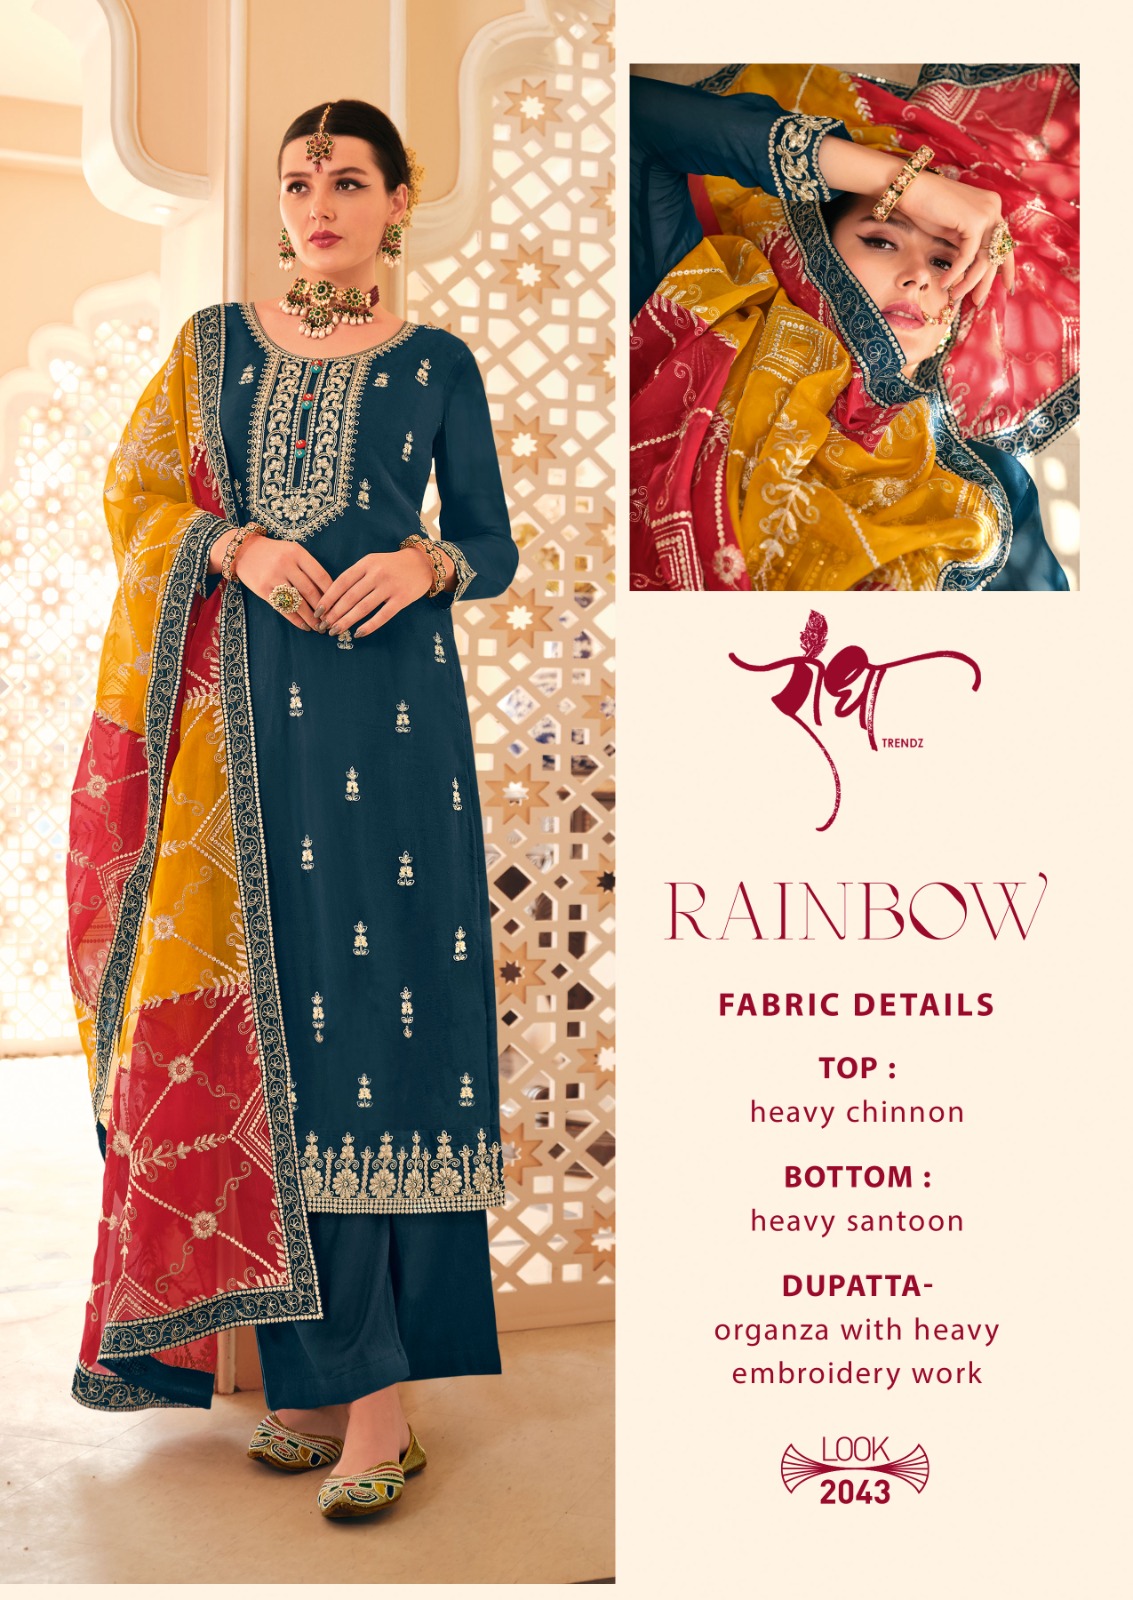 राधा
TRENDZ
RAINBOW
FABRIC DETAILS
TOP :
heavy chinnon
BOTTOM :
heavy santoon
DUPATTA-
organza with heavy
embroidery work
LOOK
2043